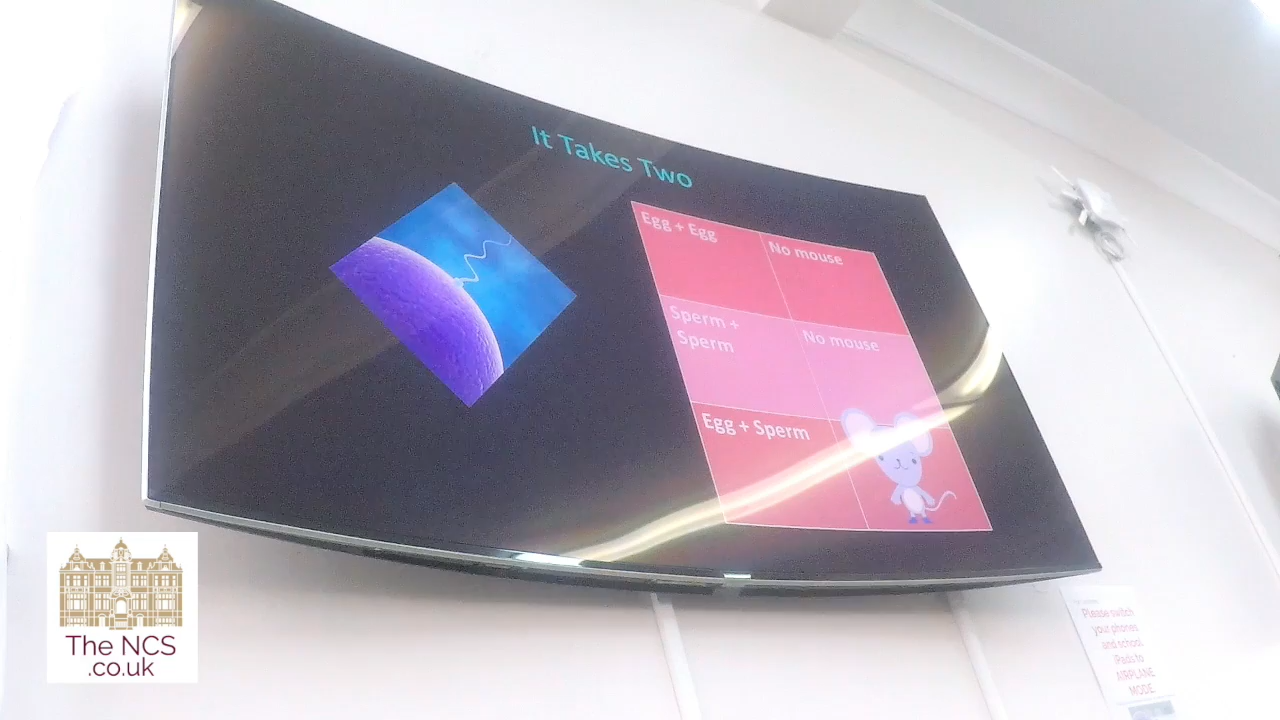 It Takes Two
Egg + Egg
No mouse
Sperm +
Sperm
No mouse
Egg + Sperm
The NCS
.co.uk
Please switch
your phones
and school
iPads to
AIRPLANE
MODE